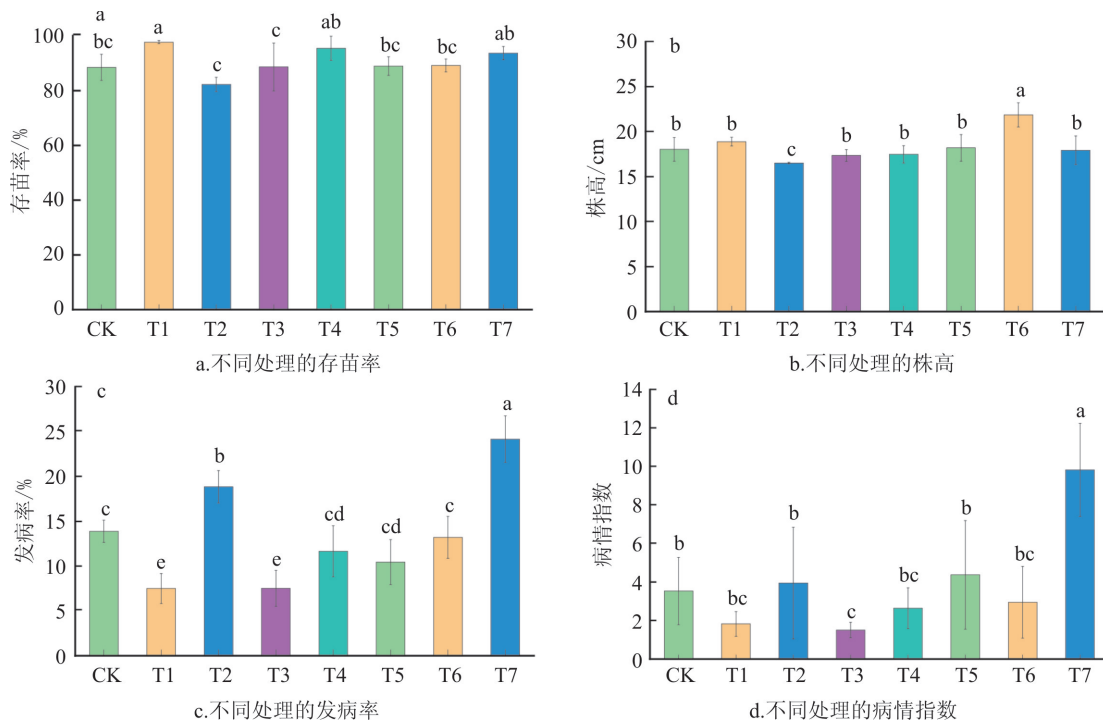 a
100
80
60
40
20
0
存苗率/%
bc a c c ab bc bc ab
CK T1 T2 T3 T4 T5 T6 T7
a.不同处理的存苗率
b
30
25
20
15
10
5
0
株高/cm
b b c b b b a b
CK T1 T2 T3 T4 T5 T6 T7
b.不同处理的株高
c
30
25
20
15
10
5
0
发病率/%
c e b e cd cd c a
CK T1 T2 T3 T4 T5 T6 T7
c.不同处理的发病率
d
14
12
10
8
6
4
2
0
病情指数
b bc b c bc b bc a
CK T1 T2 T3 T4 T5 T6 T7
d.不同处理的病情指数